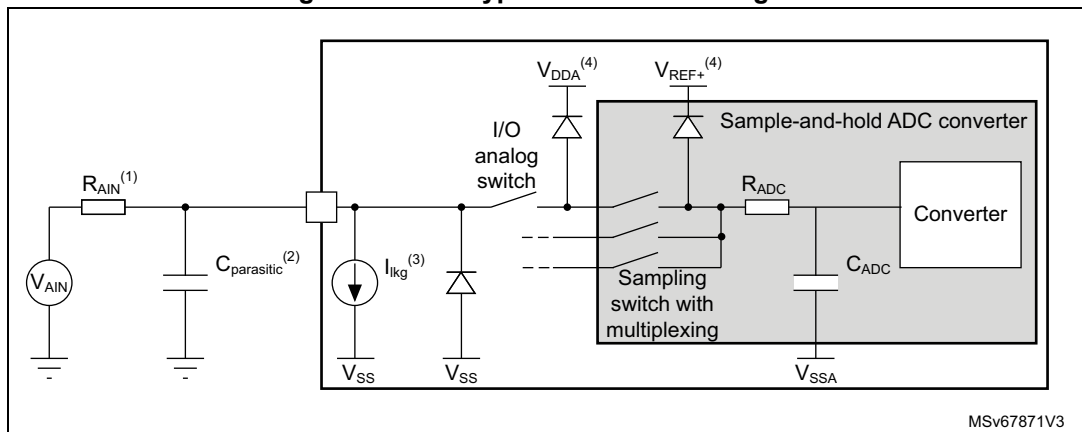 V_DDA(4)
V_REF+(4)
Sample-and-hold ADC converter
I/O
analog
switch
R_AIN(1)
R_ADC
Converter
C_parasitic(2)
I_lkg(3)
V_AIN
C_ADC
Sampling
switch with
multiplexing
V_SS
V_SS
V_SSA
MSv67871V3